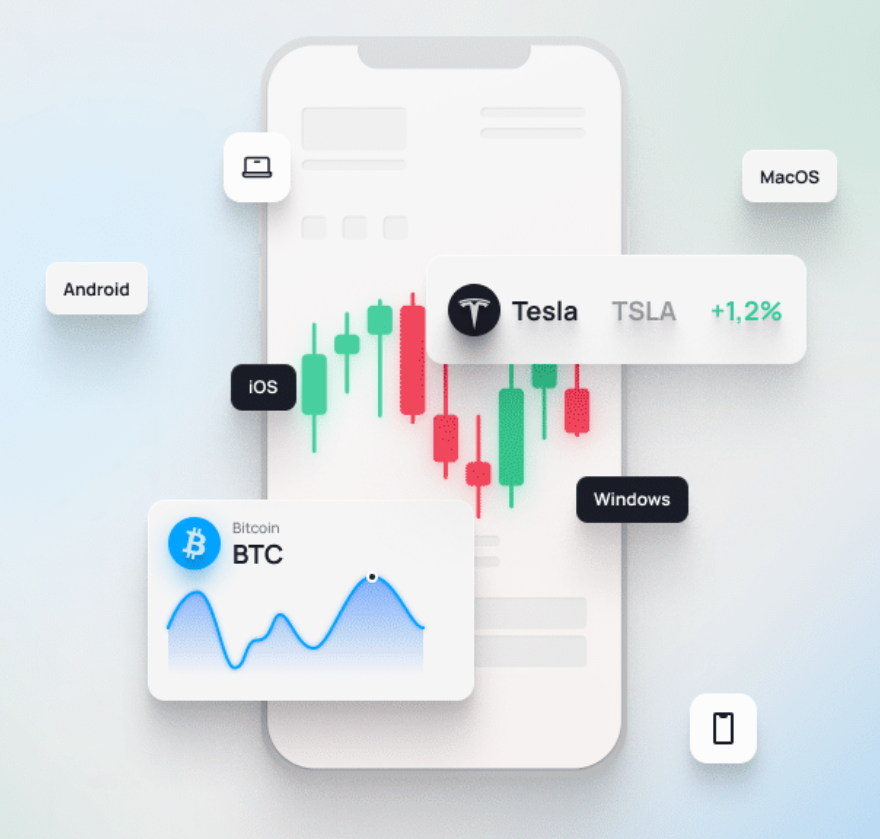 MacOS
Android
Tesla TSLA +1,2%
iOS
Windows
Bitcoin
BTC